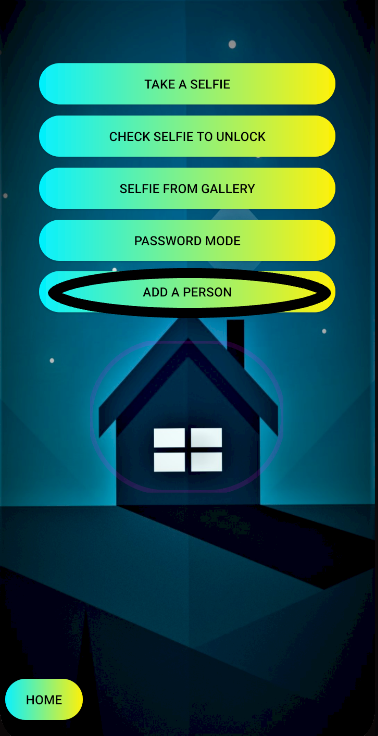 TAKE A SELFIE
CHECK SELFIE TO UNLOCK
SELFIE FROM GALLERY
PASSWORD MODE
ADD A PERSON
HOME